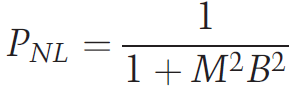 P_{NL} = \frac{1}{1 + M^2 B^2}